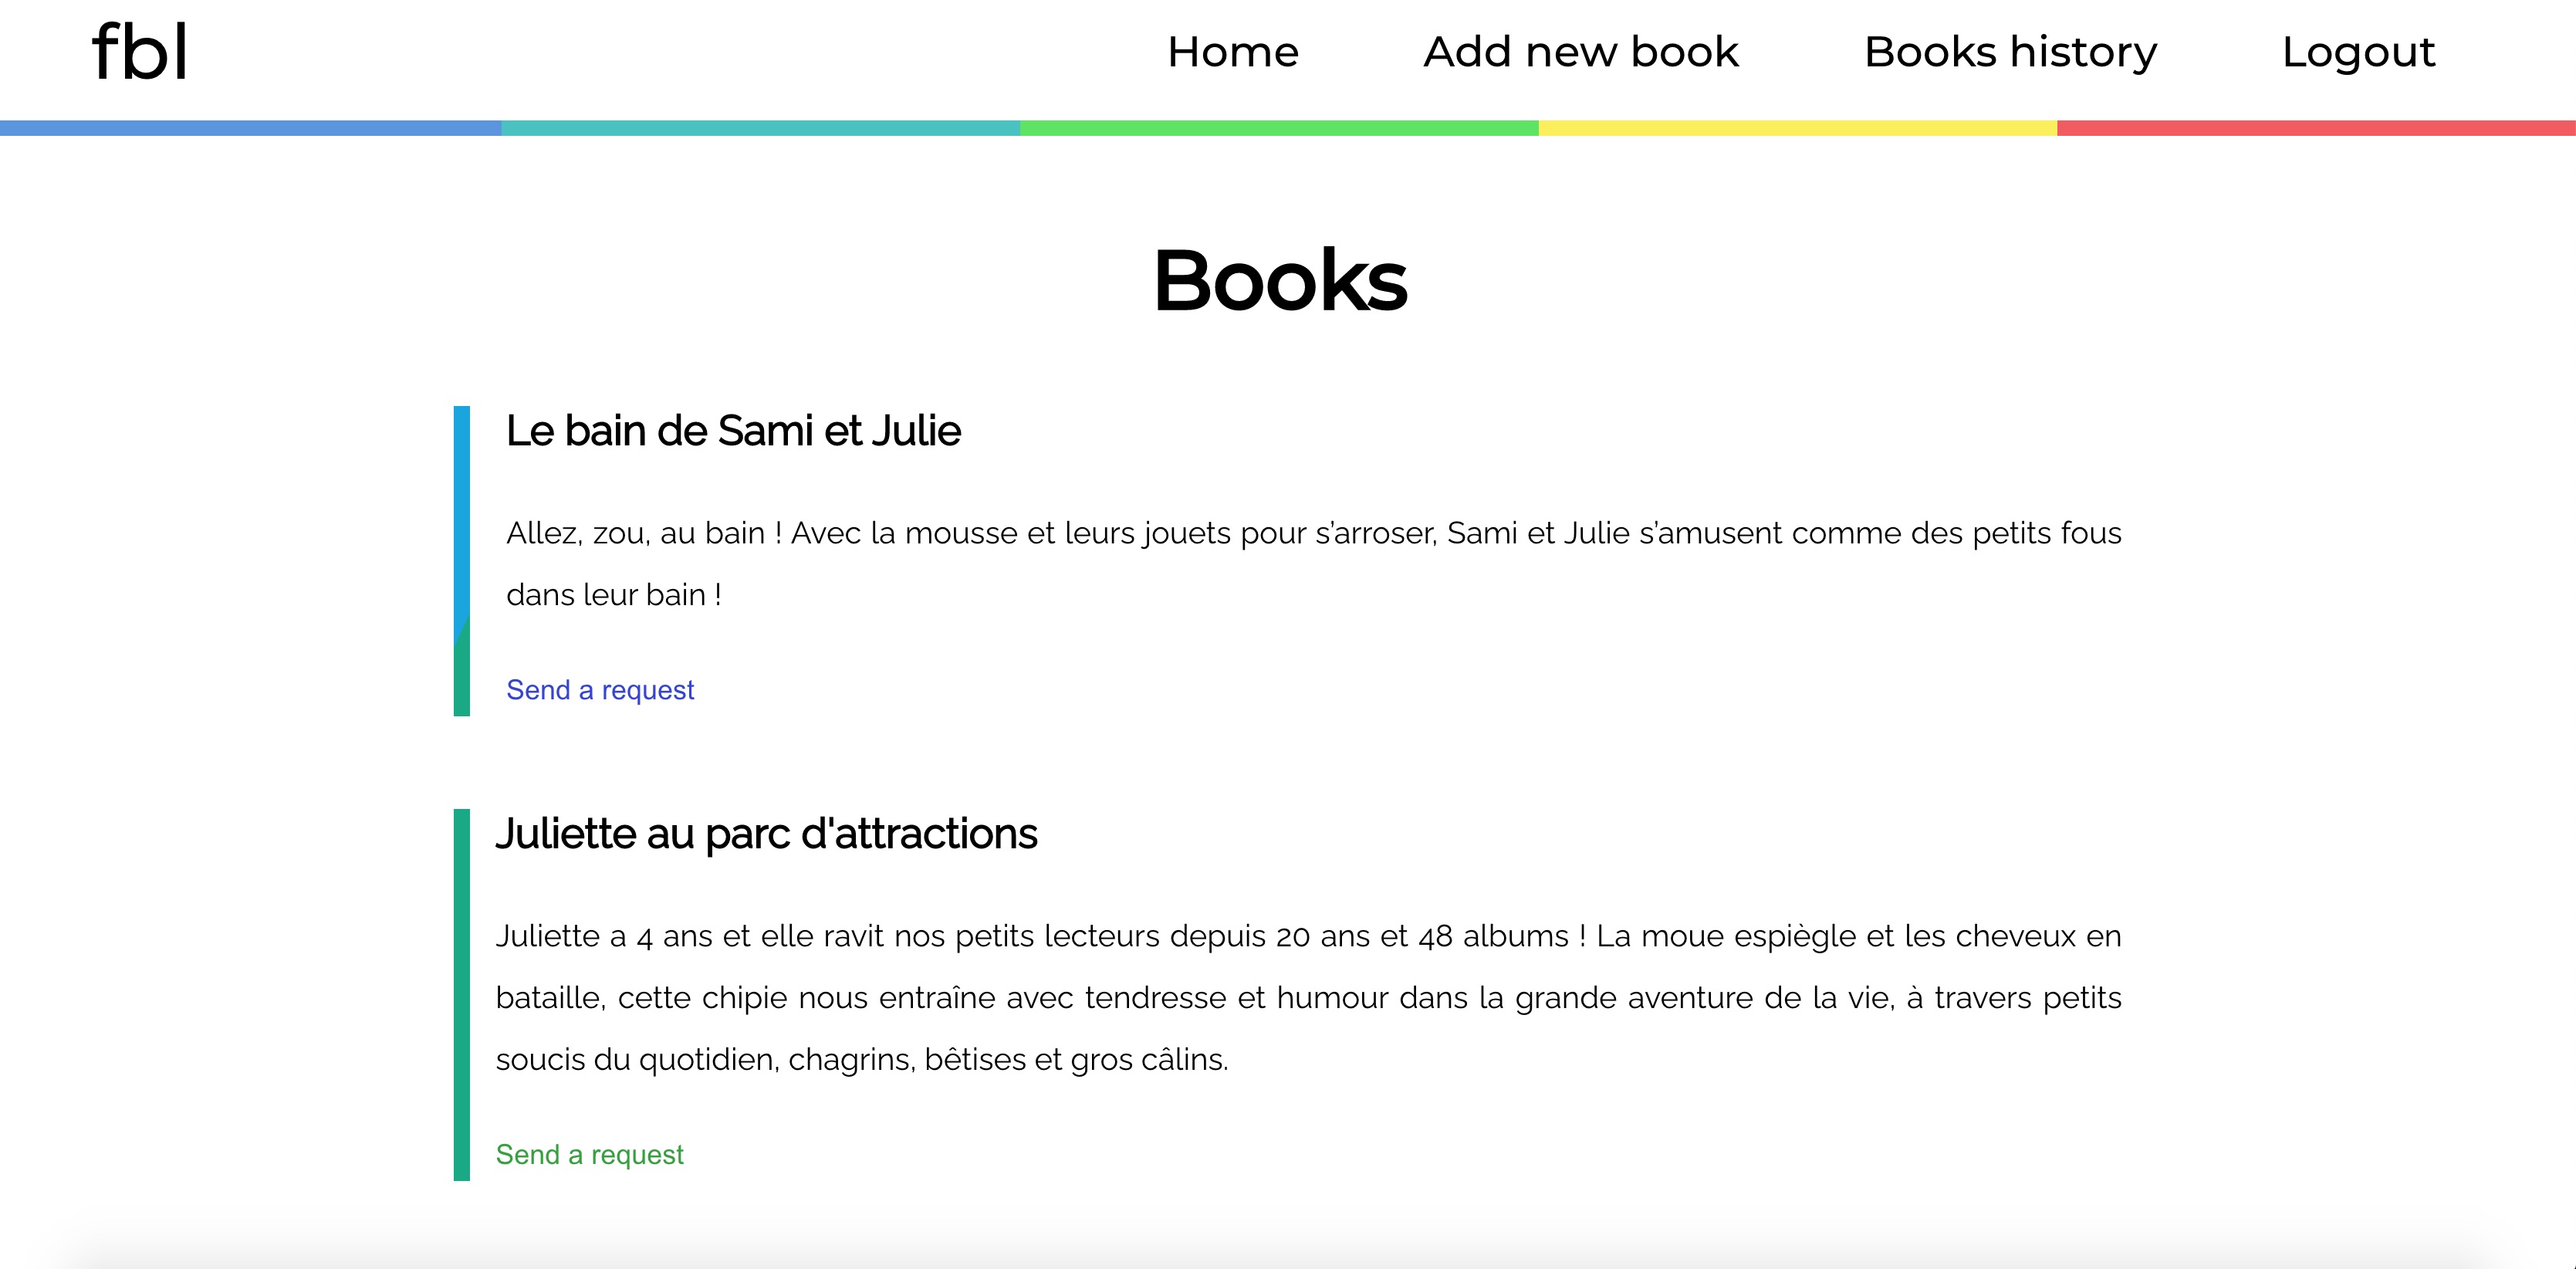 fbl
Home Add new book Books history Logout
Books
Le bain de Sami et Julie
Allez, zou, au bain ! Avec la mousse et leurs jouets pour s’arroser, Sami et Julie s’amusent comme des petits fous
dans leur bain !
Send a request
Juliette au parc d'attractions
Juliette a 4 ans et elle ravit nos petits lecteurs depuis 20 ans et 48 albums ! La moue espiègle et les cheveux en
bataille, cette chipie nous entraîne avec tendresse et humour dans la grande aventure de la vie, à travers petits
soucis du quotidien, chagrins, bêtises et gros câlins.
Send a request